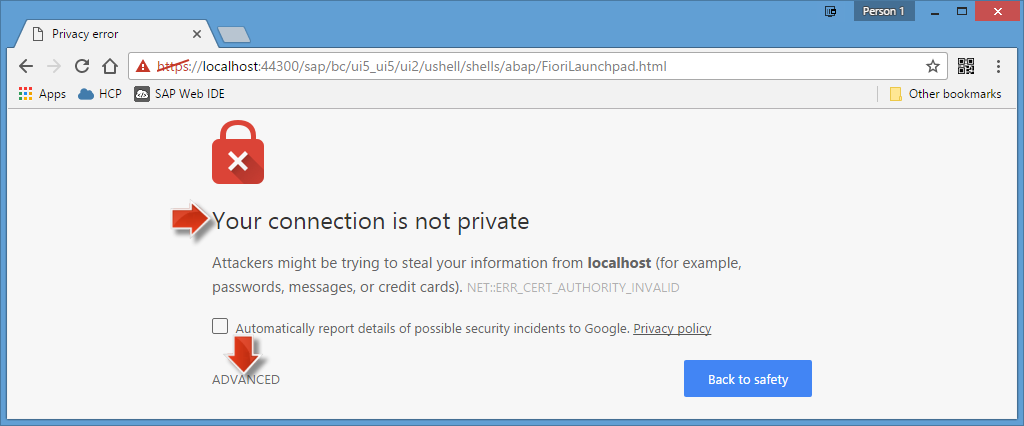 Person 1
Privacy error
https://localhost:44300/sap/bc/ui5_ui5/ui2/ushell/shells/abap/FioriLaunchpad.html
Apps HCP SAP Web IDE Other bookmarks
Your connection is not private
Attackers might be trying to steal your information from localhost (for example,
passwords, messages, or credit cards). NET::ERR_CERT_AUTHORITY_INVALID
Automatically report details of possible security incidents to Google. Privacy policy
ADVANCED Back to safety